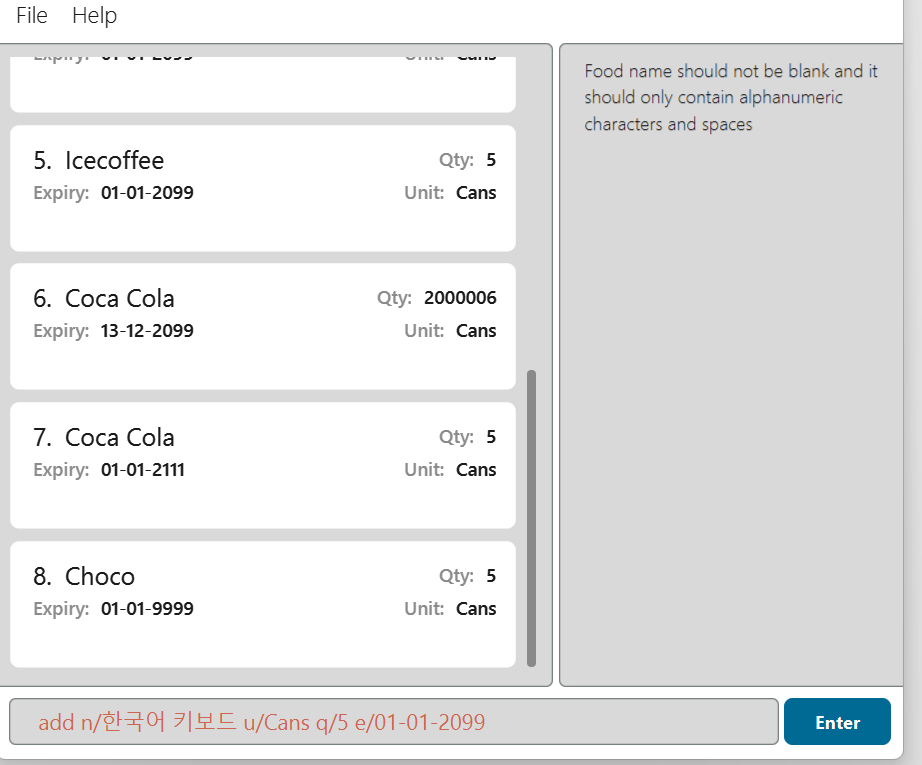 File Help
Expiry: 01-01-2099 Unit: Cans
5. Icecoffee Qty: 5
Expiry: 01-01-2099 Unit: Cans
6. Coca Cola Qty: 2000006
Expiry: 13-12-2099 Unit: Cans
7. Coca Cola Qty: 5
Expiry: 01-01-2111 Unit: Cans
8. Choco Qty: 5
Expiry: 01-01-9999 Unit: Cans
Food name should not be blank and it
should only contain alphanumeric
characters and spaces
add n/한국어 키보드 u/Cans q/5 e/01-01-2099
Enter